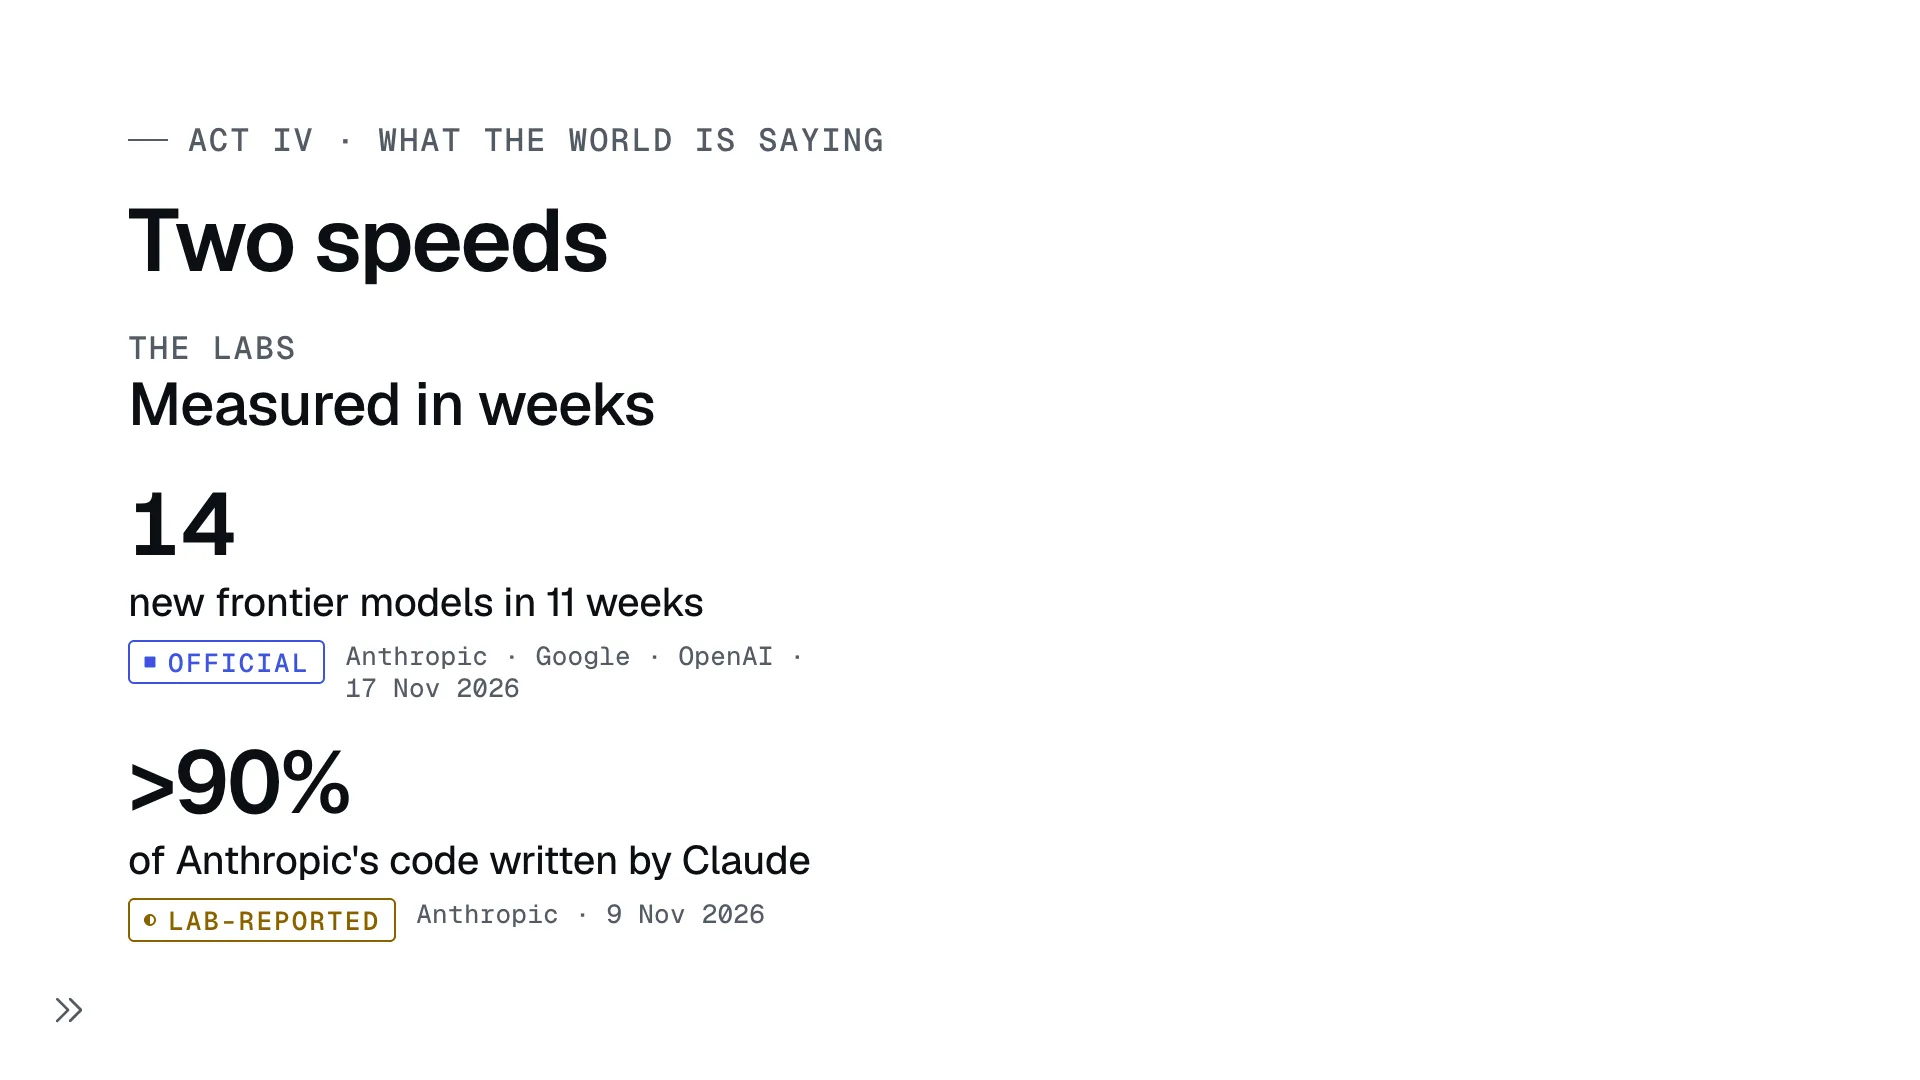 ACT IV · WHAT THE WORLD IS SAYING
Two speeds
THE LABS
Measured in weeks
14
new frontier models in 11 weeks
OFFICIAL
Anthropic · Google · OpenAI ·
17 Nov 2026
>90%
of Anthropic's code written by Claude
LAB-REPORTED
Anthropic · 9 Nov 2026